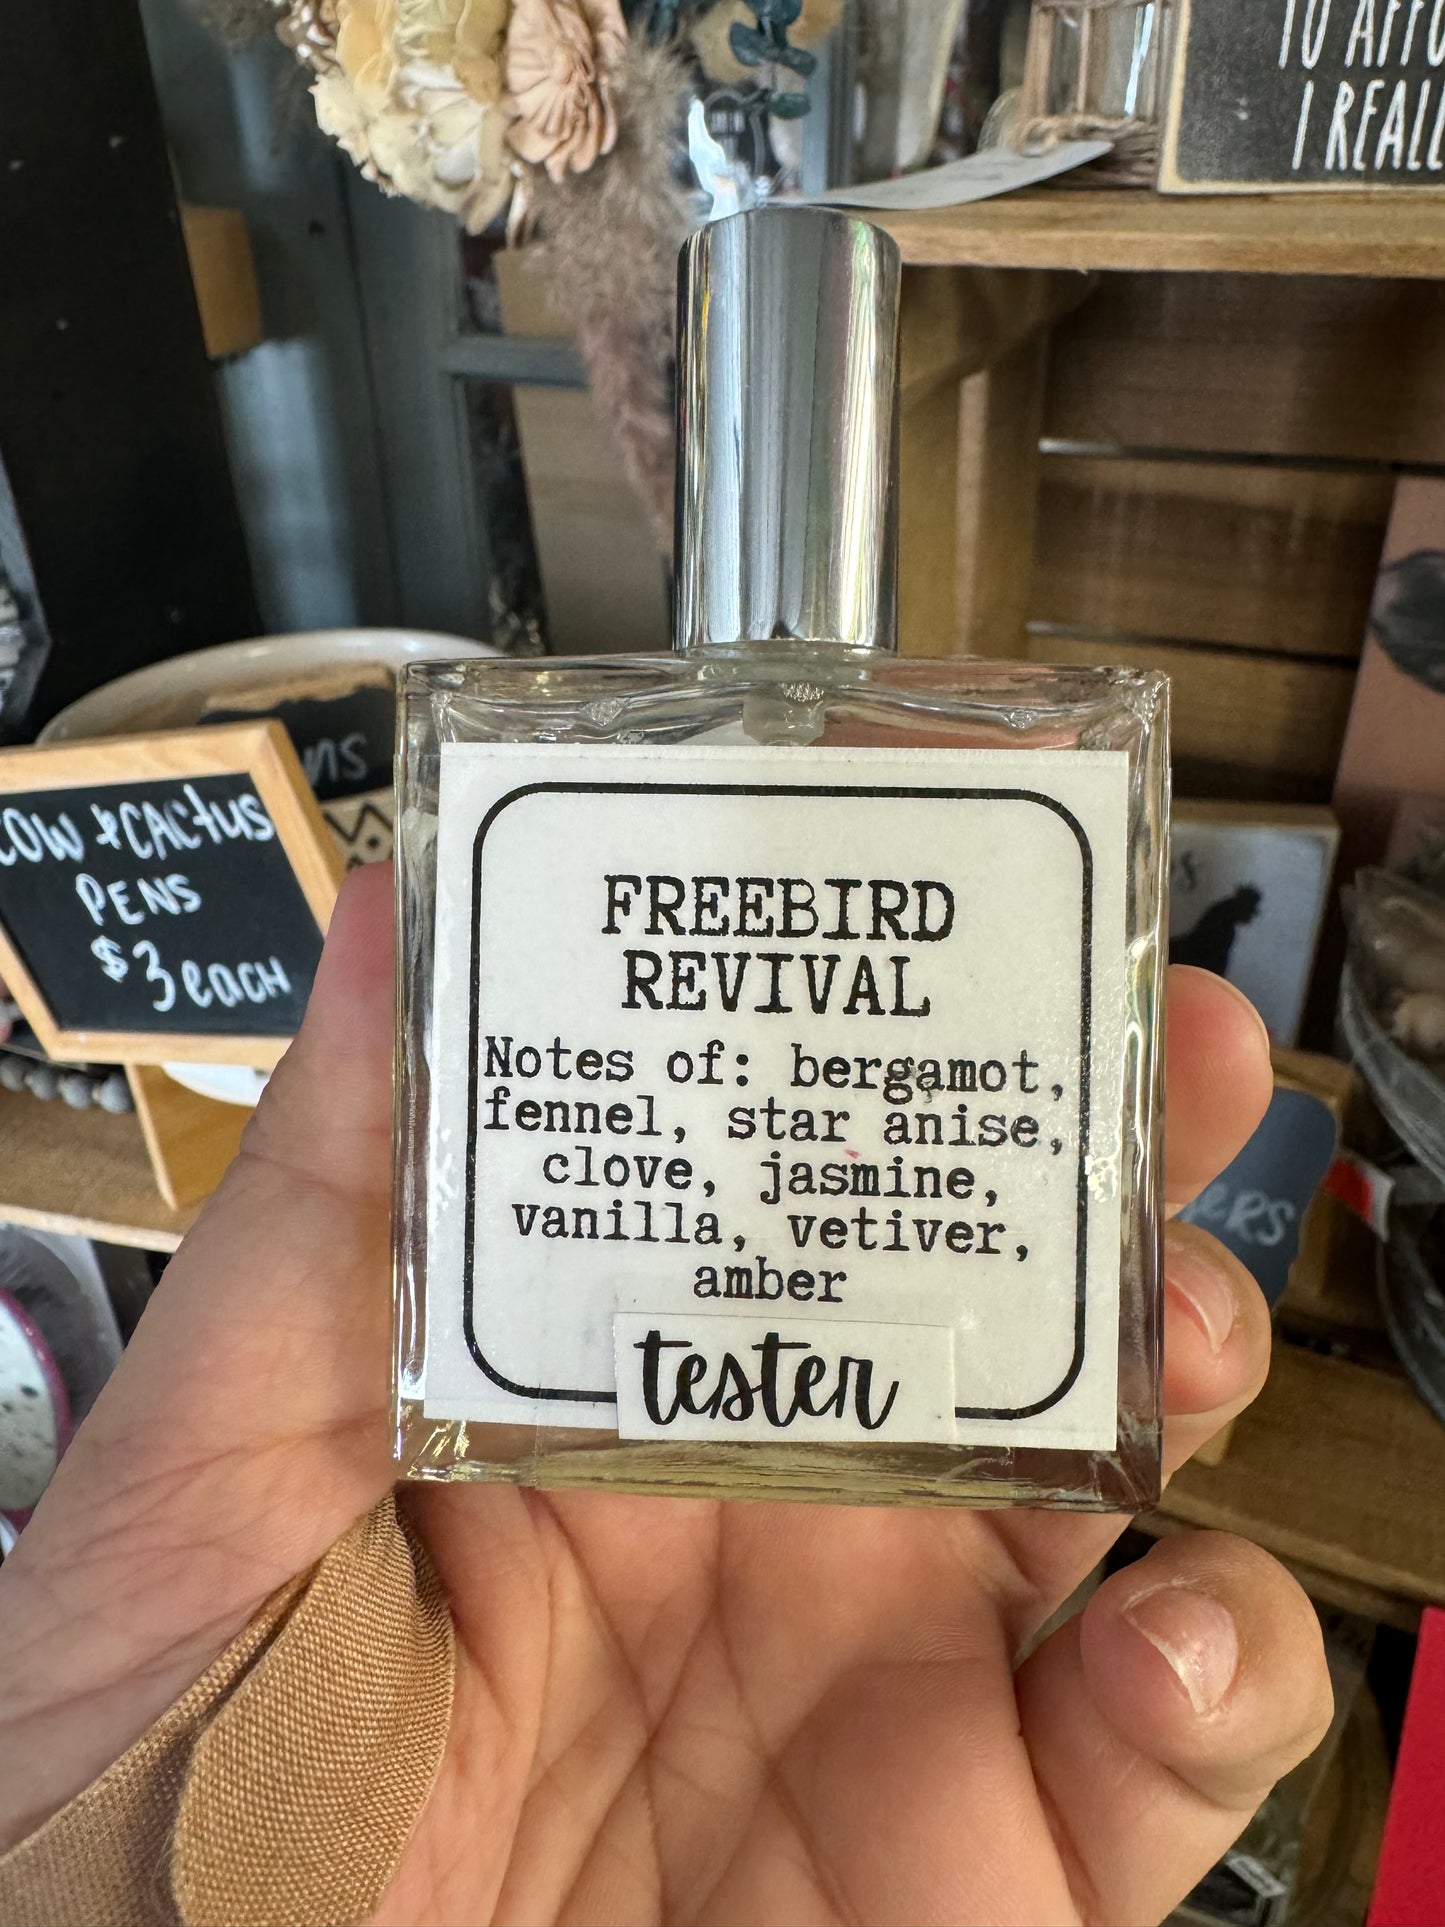 I REALL
FREEBIRD
REVIVAL
Notes of: bergamot,
fennel, star anise,
clove, jasmine,
vanilla, vetiver,
amber
tester
COW & CACTUS
PENS
$3 each